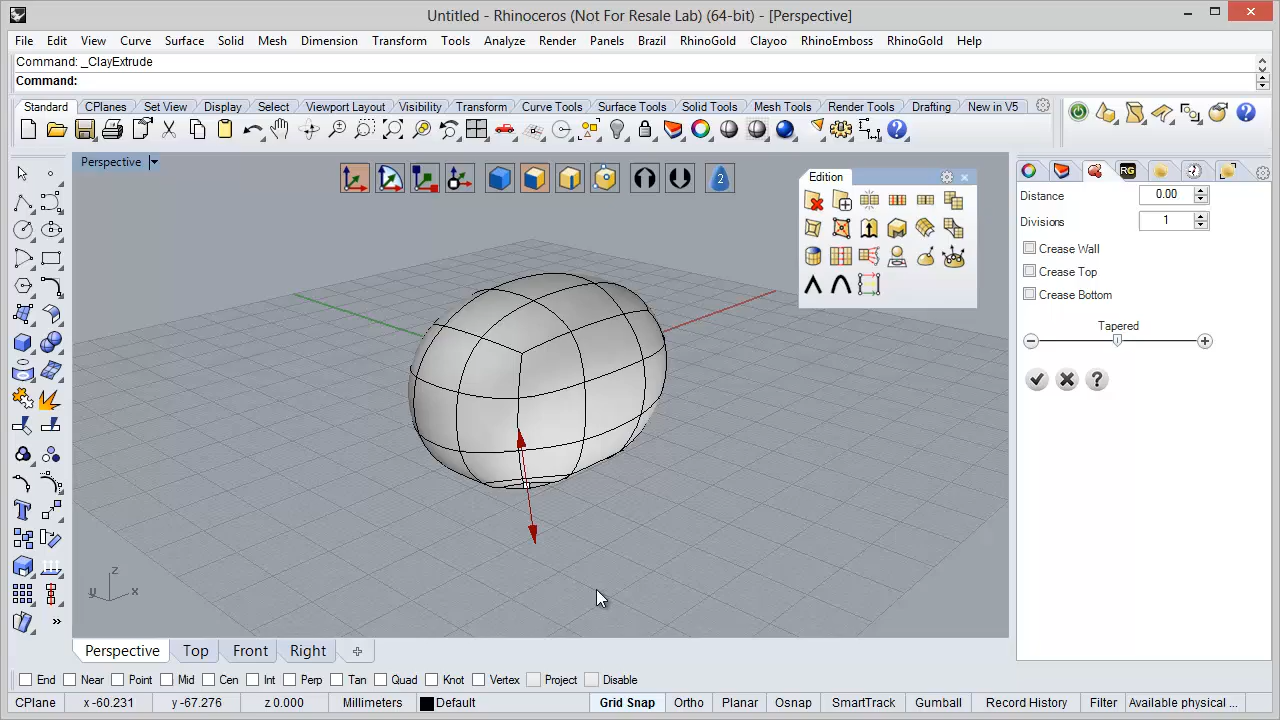 Untitled - Rhinoceros (Not For Resale Lab) (64-bit) - [Perspective]
File Edit View Curve Surface Solid Mesh Dimension Transform Tools Analyze Render Panels Brazil RhinoGold Clayoo RhinoEmboss RhinoGold Help
Command: _ClayExtrude
Command:
Standard CPlanes Set View Display Select Viewport Layout Visibility Transform Curve Tools Surface Tools Solid Tools Mesh Tools Render Tools Drafting New in V5
Perspective
2
Edition
RG
Distance 0.00
Divisions 1
Crease Wall
Crease Top
Crease Bottom
Tapered
z
y x
Perspective Top Front Right
End Near Point Mid Cen Int Perp Tan Quad Knot Vertex Project Disable
CPlane x -60.231 y -67.276 z 0.000 Millimeters Default Grid Snap Ortho Planar Osnap SmartTrack Gumball Record History Filter Available physical ...